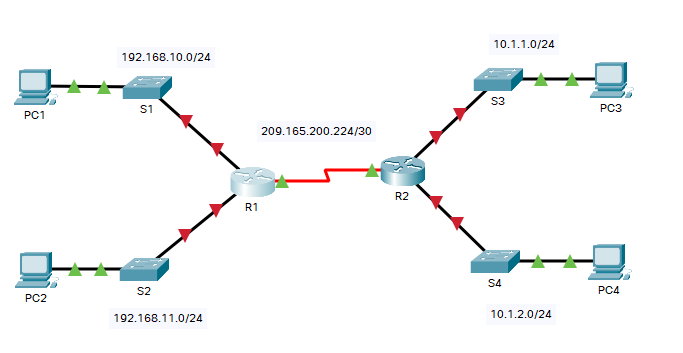 192.168.10.0/24
10.1.1.0/24
PC1
S1
S3
PC3
209.165.200.224/30
R1
R2
PC2
S2
S4
PC4
192.168.11.0/24
10.1.2.0/24